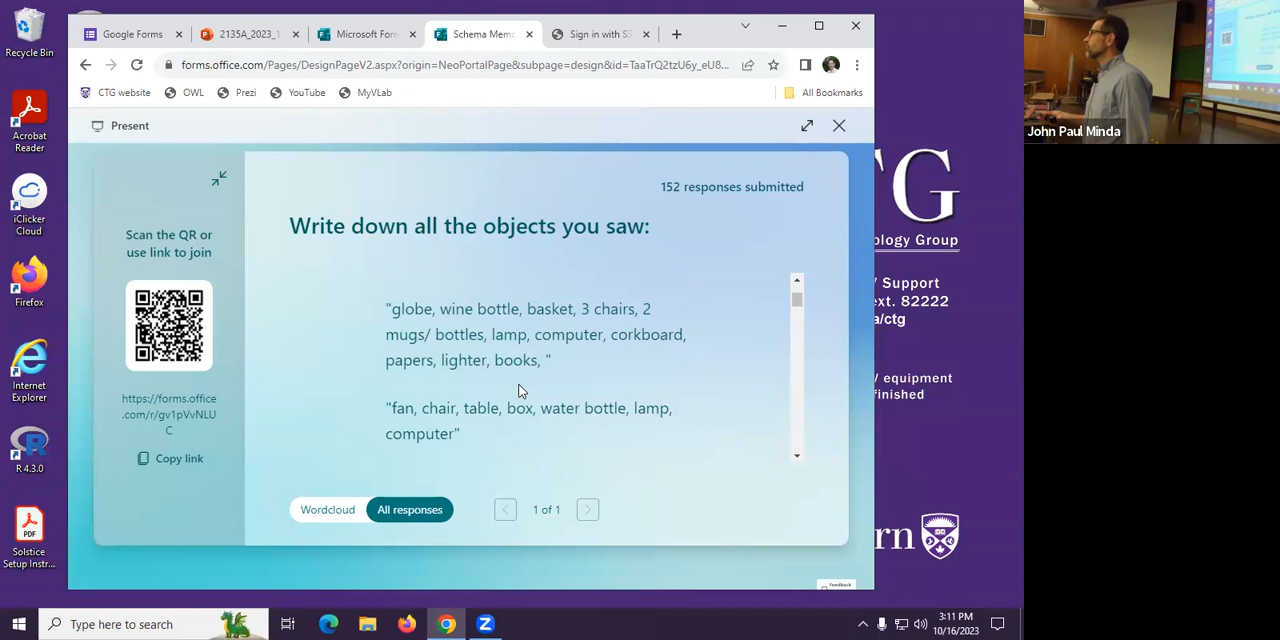 Recycle Bin
Acrobat
Reader
iClicker
Cloud
Firefox
Internet
Explorer
R 4.3.0
Solstice
Setup Instr...
Google Forms
2135A_2023_1
Microsoft Forr
Schema Memo
Sign in with SS
forms.office.com/Pages/DesignPageV2.aspx?origin=NeoPortalPage&subpage=design&id=TaaTrQ2tzU6y_eU8...
CTG website
OWL
Prezi
YouTube
MyVLab
All Bookmarks
Present
Scan the QR or
use link to join
https://forms.office
.com/r/gv1pVvNLU
C
Copy link
152 responses submitted
Write down all the objects you saw:
"globe, wine bottle, basket, 3 chairs, 2
mugs/ bottles, lamp, computer, corkboard,
papers, lighter, books, "
"fan, chair, table, box, water bottle, lamp,
computer"
Wordcloud
All responses
1 of 1
Feedback
TG
ology Group
/ Support
ext. 82222
a/ctg
/ equipment
finished
rn
John Paul Minda
Type here to search
3:11 PM
10/16/2023